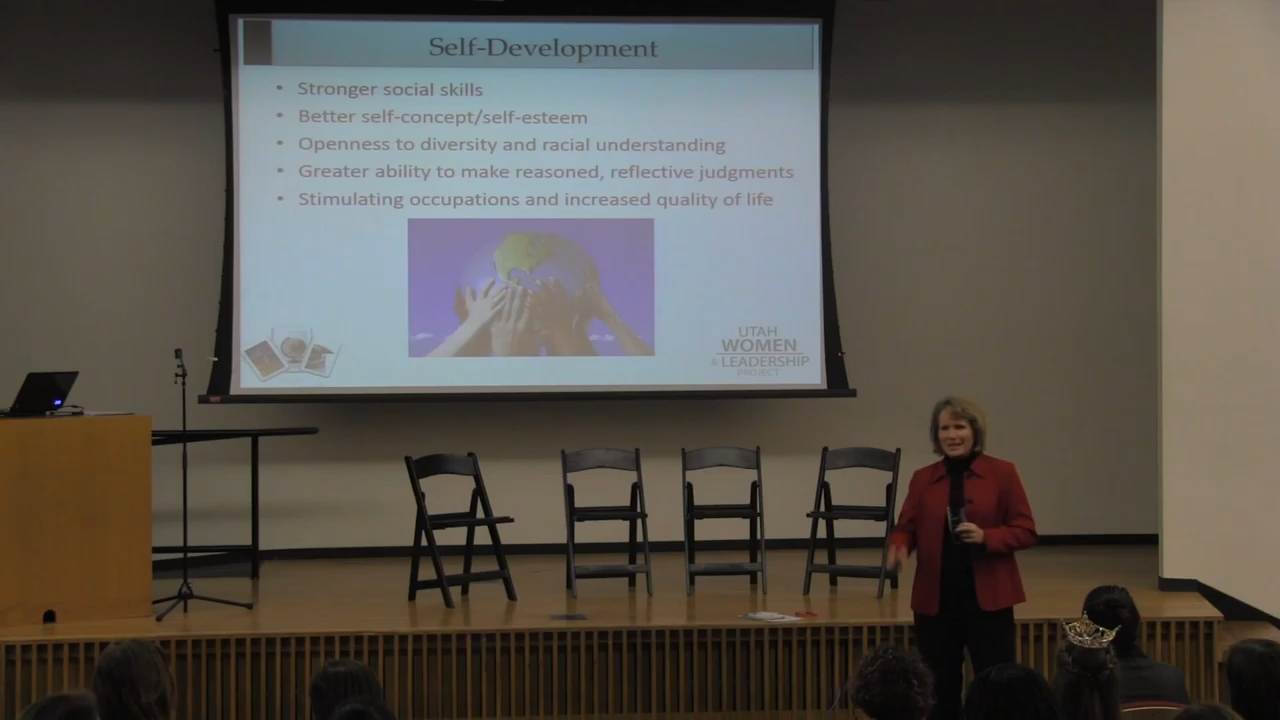 Self-Development
• Stronger social skills
• Better self-concept/self-esteem
• Openness to diversity and racial understanding
• Greater ability to make reasoned, reflective judgments
• Stimulating occupations and increased quality of life
UTAH
WOMEN
& LEADERSHIP
PROJECT